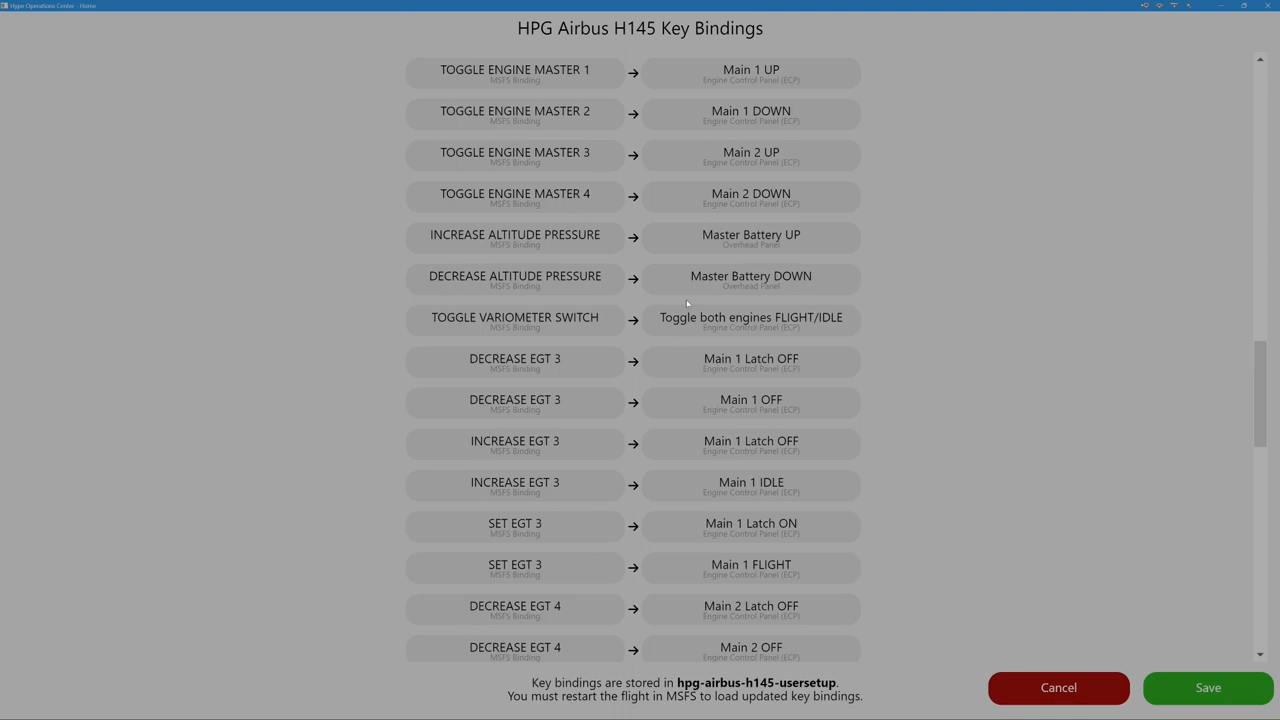 Hype Operations Center - Home
HPG Airbus H145 Key Bindings
TOGGLE ENGINE MASTER 1 → Main 1 UP
MSFS Binding Engine Control Panel (ECP)
TOGGLE ENGINE MASTER 2 → Main 1 DOWN
MSFS Binding Engine Control Panel (ECP)
TOGGLE ENGINE MASTER 3 → Main 2 UP
MSFS Binding Engine Control Panel (ECP)
TOGGLE ENGINE MASTER 4 → Main 2 DOWN
MSFS Binding Engine Control Panel (ECP)
INCREASE ALTITUDE PRESSURE → Master Battery UP
MSFS Binding Overhead Panel
DECREASE ALTITUDE PRESSURE → Master Battery DOWN
MSFS Binding Overhead Panel
TOGGLE VARIOMETER SWITCH → Toggle both engines FLIGHT/IDLE
MSFS Binding Engine Control Panel (ECP)
DECREASE EGT 3 → Main 1 Latch OFF
MSFS Binding Engine Control Panel (ECP)
DECREASE EGT 3 → Main 1 OFF
MSFS Binding Engine Control Panel (ECP)
INCREASE EGT 3 → Main 1 Latch OFF
MSFS Binding Engine Control Panel (ECP)
INCREASE EGT 3 → Main 1 IDLE
MSFS Binding Engine Control Panel (ECP)
SET EGT 3 → Main 1 Latch ON
MSFS Binding Engine Control Panel (ECP)
SET EGT 3 → Main 1 FLIGHT
MSFS Binding Engine Control Panel (ECP)
DECREASE EGT 4 → Main 2 Latch OFF
MSFS Binding Engine Control Panel (ECP)
DECREASE EGT 4 → Main 2 OFF
MSFS Binding Engine Control Panel (ECP)
Key bindings are stored in hpg-airbus-h145-usersetup.
You must restart the flight in MSFS to load updated key bindings.
Cancel
Save